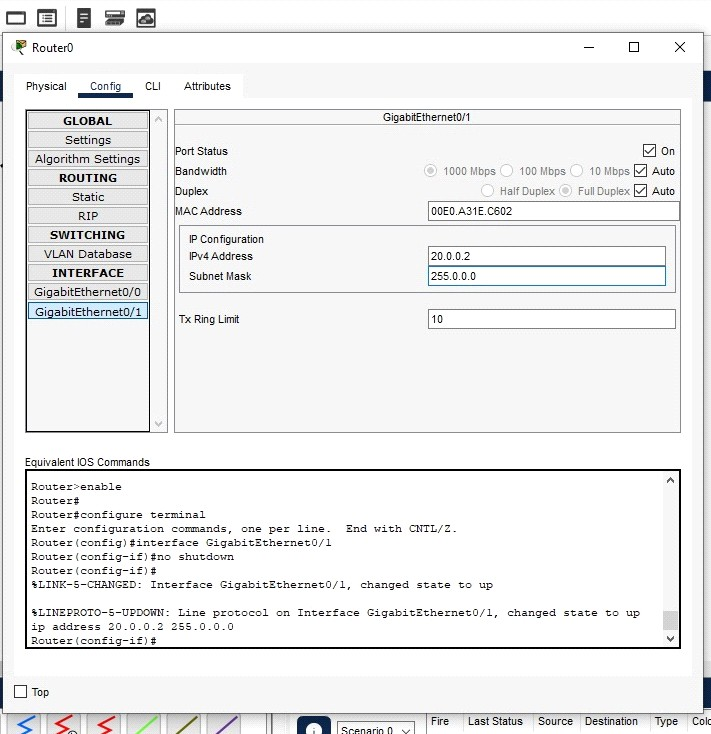 Router0
Physical Config CLI Attributes
GLOBAL
Settings
Algorithm Settings
ROUTING
Static
RIP
SWITCHING
VLAN Database
INTERFACE
GigabitEthernet0/0
GigabitEthernet0/1
GigabitEthernet0/1
Port Status On
Bandwidth 1000 Mbps 100 Mbps 10 Mbps Auto
Duplex Half Duplex Full Duplex Auto
MAC Address 00E0.A31E.C602
IP Configuration
IPv4 Address 20.0.0.2
Subnet Mask 255.0.0.0
Tx Ring Limit 10
Equivalent IOS Commands
Router>enable
Router#
Router#configure terminal
Enter configuration commands, one per line. End with CNTL/Z.
Router(config)#interface GigabitEthernet0/1
Router(config-if)#no shutdown
Router(config-if)#
%LINK-5-CHANGED: Interface GigabitEthernet0/1, changed state to up
%LINEPROTO-5-UPDOWN: Line protocol on Interface GigabitEthernet0/1, changed state to up
ip address 20.0.0.2 255.0.0.0
Router(config-if)#
Top
Scenario 0
Fire Last Status Source Destination Type